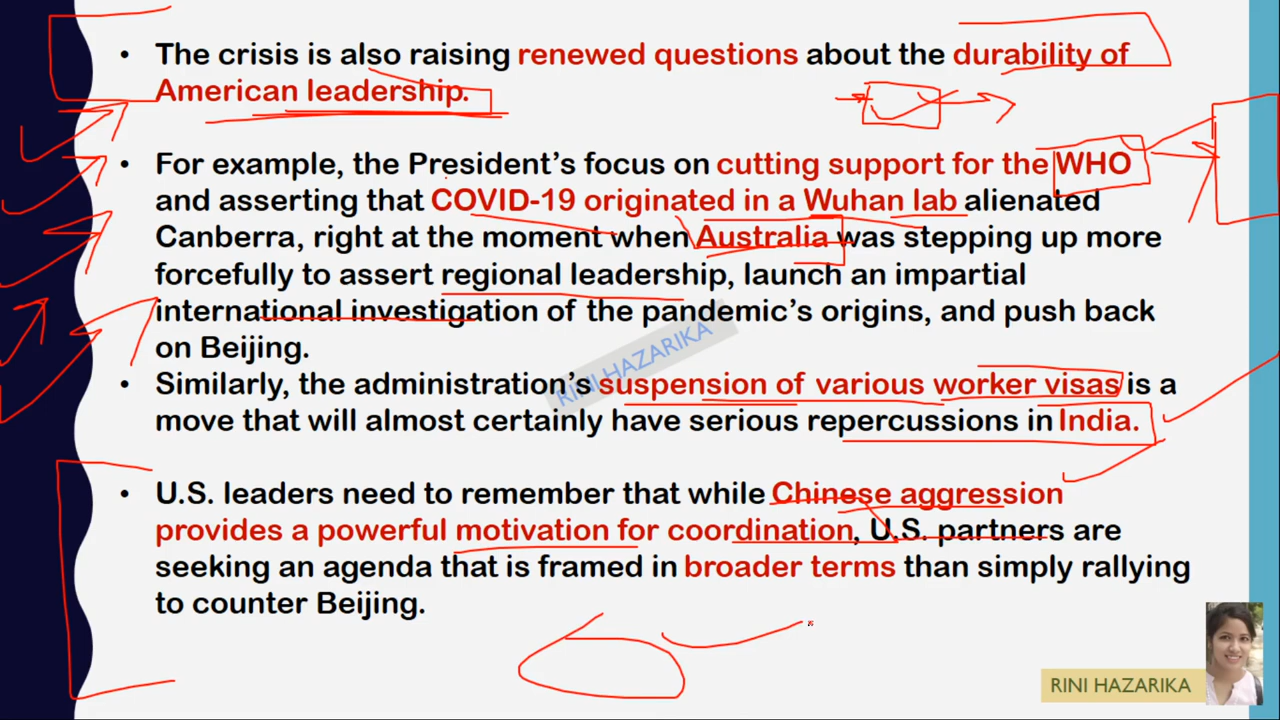 • The crisis is also raising renewed questions about the durability of
American leadership.
• For example, the President's focus on cutting support for the WHO
and asserting that COVID-19 originated in a Wuhan lab alienated
Canberra, right at the moment when Australia was stepping up more
forcefully to assert regional leadership, launch an impartial
international investigation of the pandemic's origins, and push back
on Beijing.
RINI HAZARIKA
• Similarly, the administration's suspension of various worker visas is a
move that will almost certainly have serious repercussions in India.
• U.S. leaders need to remember that while Chinese aggression
provides a powerful motivation for coordination, U.S. partners are
seeking an agenda that is framed in broader terms than simply rallying
to counter Beijing.
RINI HAZARIKA